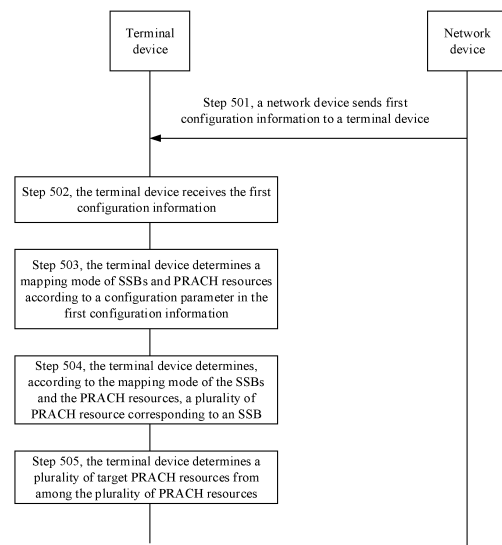 Terminal
device
Network
device
Step 501, a network device sends first
configuration information to a terminal device
Step 502, the terminal device receives the first
configuration information
Step 503, the terminal device determines a
mapping mode of SSBs and PRACH resources
according to a configuration parameter in the
first configuration information
Step 504, the terminal device determines,
according to the mapping mode of the SSBs
and the PRACH resources, a plurality of
PRACH resource corresponding to an SSB
Step 505, the terminal device determines a
plurality of target PRACH resources from
among the plurality of PRACH resources